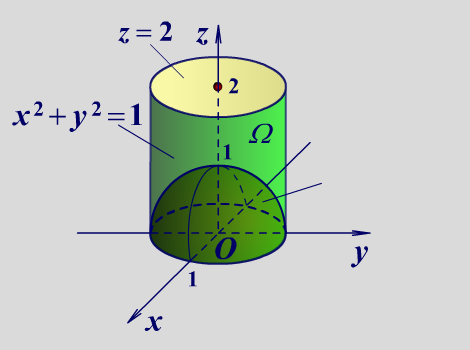 z = 2
z
2
x² + y² = 1
Ω
1
O
y
1
x